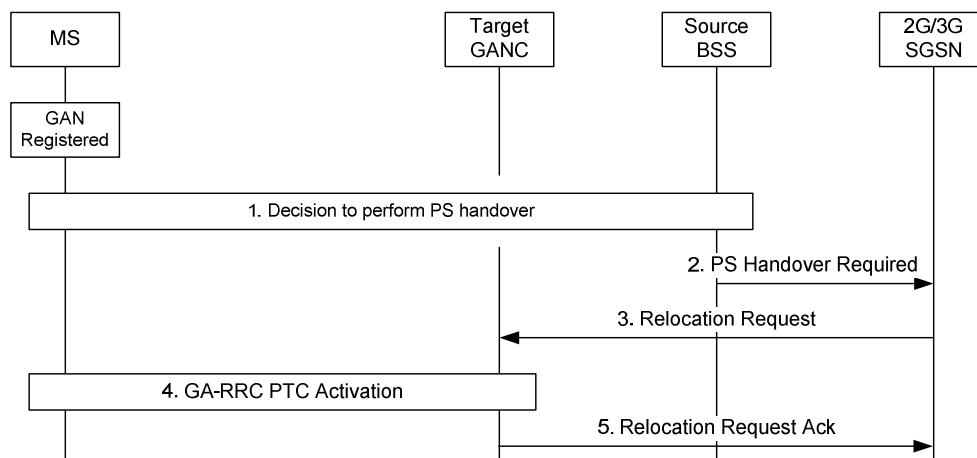 MS
Target
GANC
Source
BSS
2G/3G
SGSN
GAN
Registered
1. Decision to perform PS handover
2. PS Handover Required
3. Relocation Request
4. GA-RRC PTC Activation
5. Relocation Request Ack